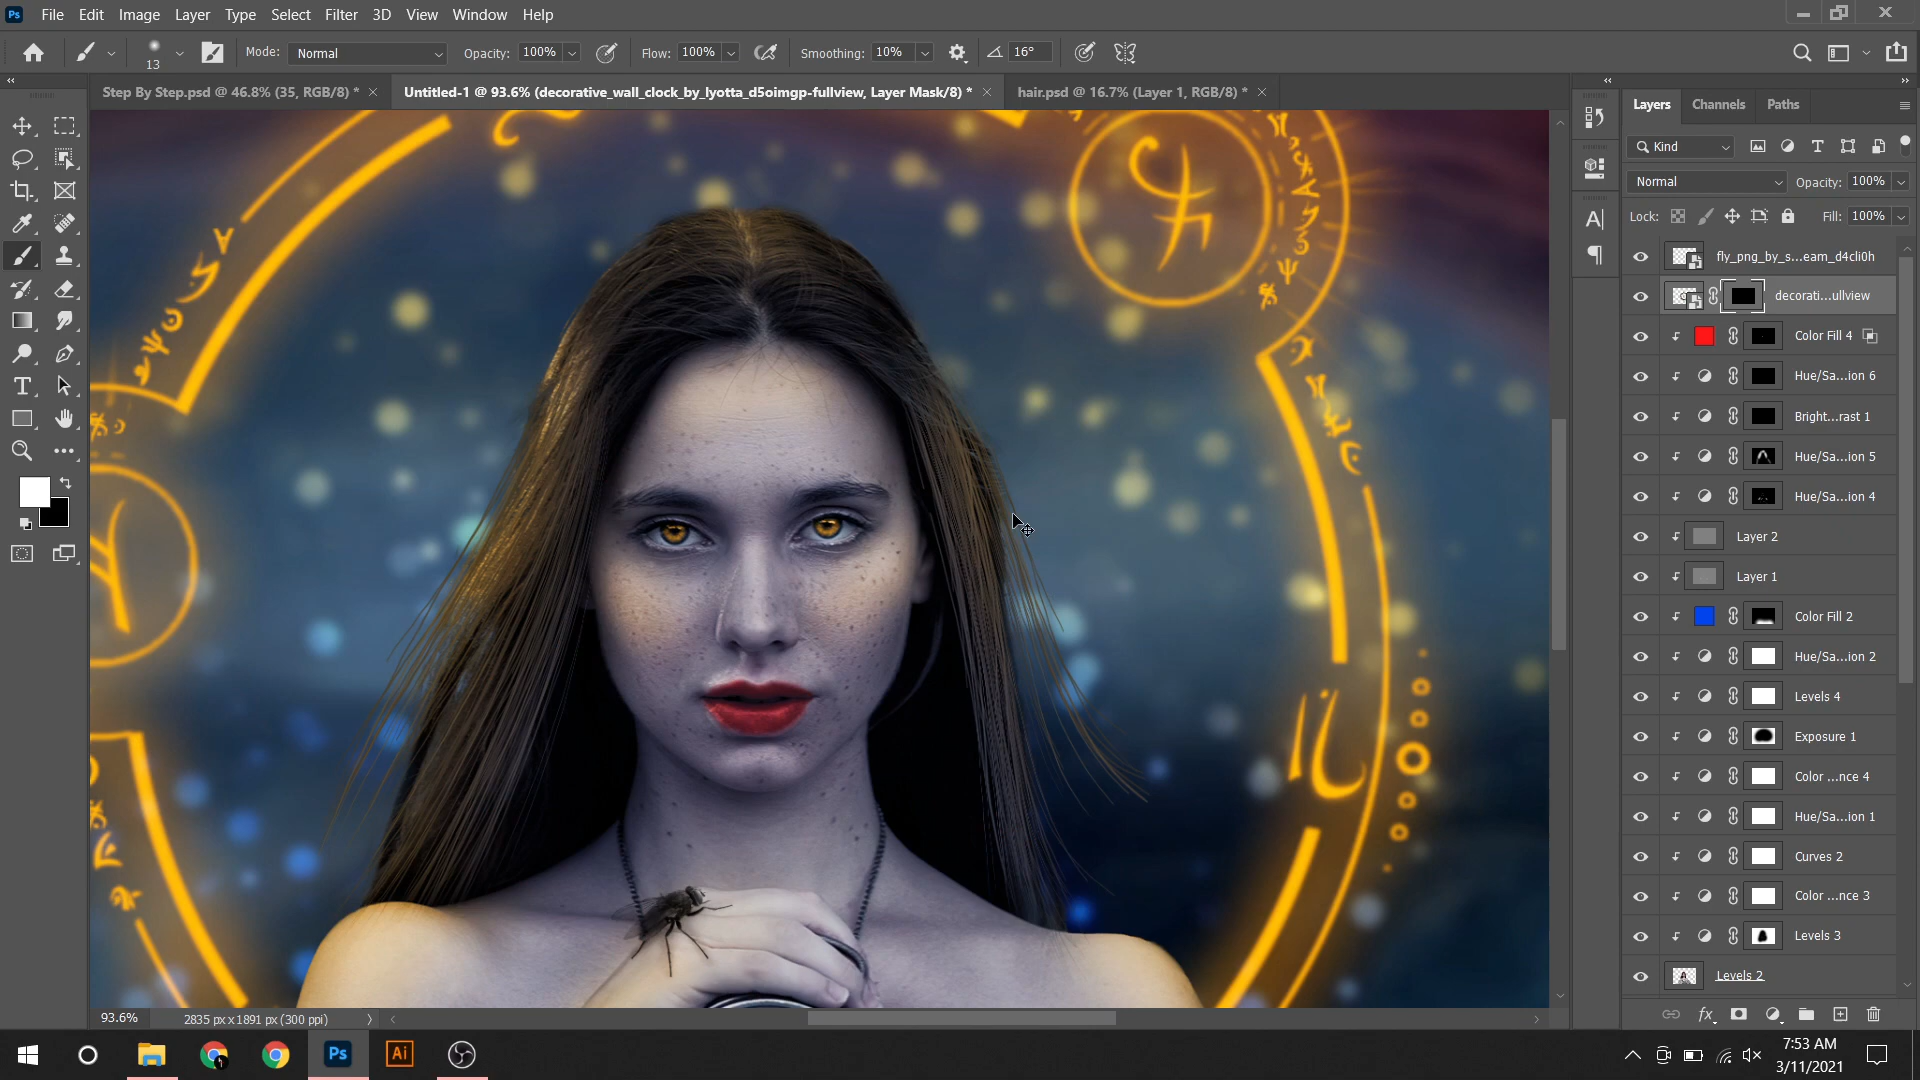 Ps File Edit Image Layer Type Select Filter 3D View Window Help
13 Mode: Normal Opacity: 100% Flow: 100% Smoothing: 10% 16°
Step By Step.psd @ 46.8% (35, RGB/8) * Untitled-1 @ 93.6% (decorative_wall_clock_by_lyotta_d5oimgp-fullview, Layer Mask/8) * hair.psd @ 16.7% (Layer 1, RGB/8) *
Layers Channels Paths
Kind
Normal Opacity: 100%
Lock: Fill: 100%
fly_png_by_s...eam_d4cli0h
decorati...ullview
Color Fill 4
Hue/Sa...ion 6
Bright...rast 1
Hue/Sa...ion 5
Hue/Sa...ion 4
Layer 2
Layer 1
Color Fill 2
Hue/Sa...ion 2
Levels 4
Exposure 1
Color ...nce 4
Hue/Sa...ion 1
Curves 2
Color ...nce 3
Levels 3
Levels 2
93.6% 2835 px x 1891 px (300 ppi)
fx
Ps Ai
7:53 AM
3/11/2021